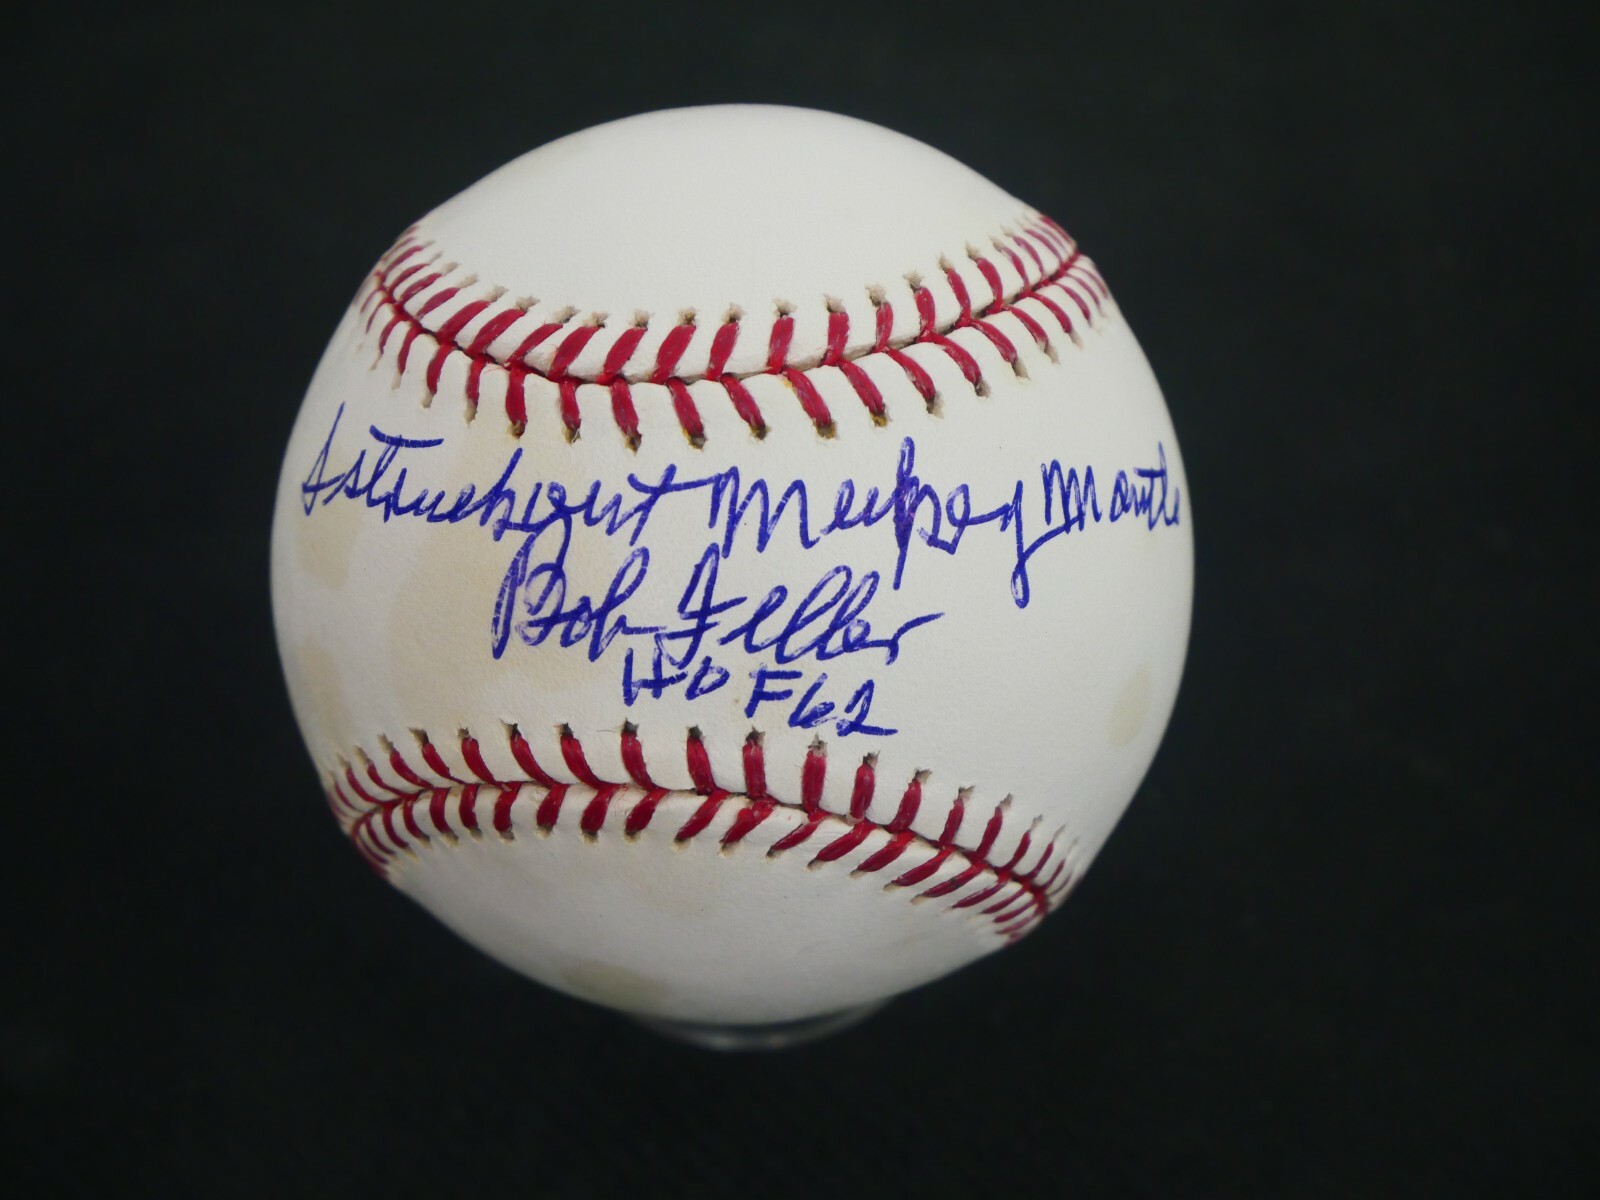 I struck out Mickey Mantle
Bob Feller
HOF 62